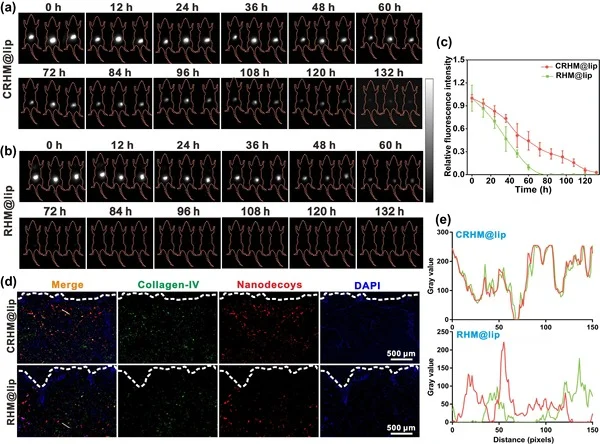 (a)
0 h 12 h 24 h 36 h 48 h 60 h
CRHM@lip
72 h 84 h 96 h 108 h 120 h 132 h
(b)
0 h 12 h 24 h 36 h 48 h 60 h
RHM@lip
72 h 84 h 96 h 108 h 120 h 132 h
(c)
CRHM@lip
RHM@lip
Relative fluorescence intensity
1.5
1.2
0.9
0.6
0.3
0.0
0 20 40 60 80 100 120
Time (h)
(d)
Merge Collagen-IV Nanodecoys DAPI
CRHM@lip
500 μm
RHM@lip
500 μm
(e)
CRHM@lip
Gray value
300
200
100
0
0 50 100 150
RHM@lip
Gray value
250
200
150
100
50
0
0 50 100 150
Distance (pixels)